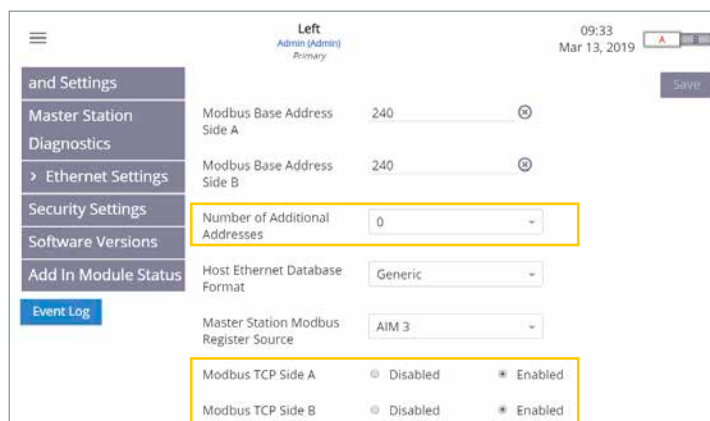 Left
Admin (Admin)
Primary
09:33
Mar 13, 2019
A B
and Settings
Master Station
Diagnostics
> Ethernet Settings
Security Settings
Software Versions
Add In Module Status
Event Log
Save
Modbus Base Address
Side A
240
Modbus Base Address
Side B
240
Number of Additional
Addresses
0
Host Ethernet Database
Format
Generic
Master Station Modbus
Register Source
AIM 3
Modbus TCP Side A
Disabled
Enabled
Modbus TCP Side B
Disabled
Enabled